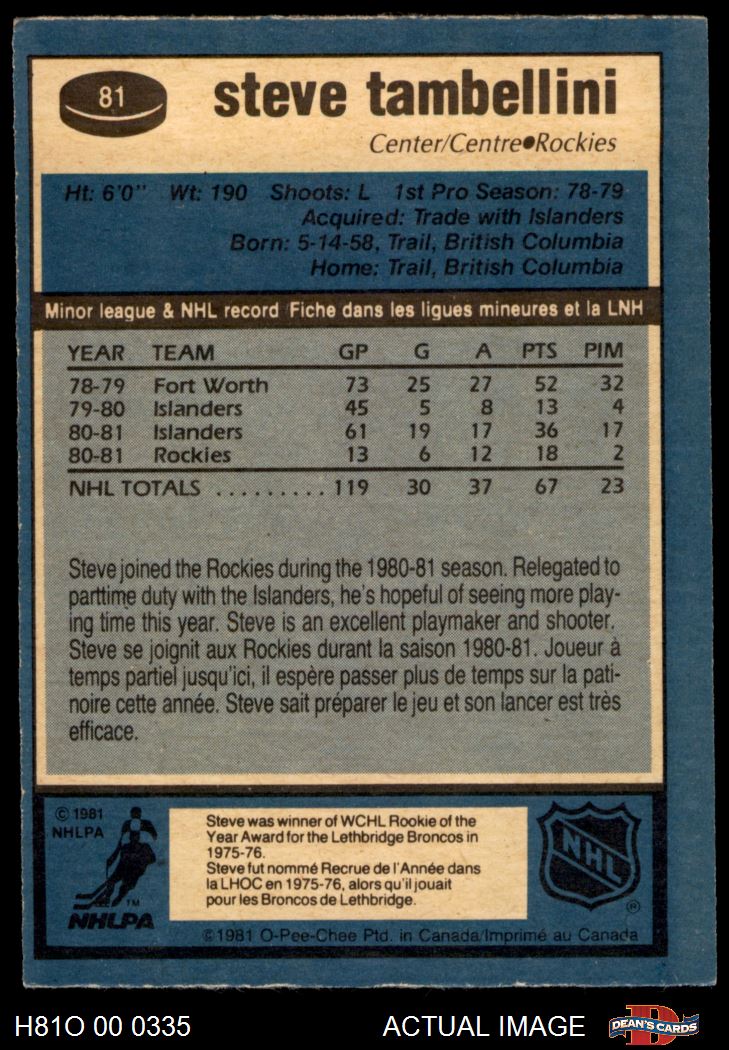 81
steve tambellini
Center/Centre●Rockies
Ht: 6'0" Wt: 190 Shoots: L 1st Pro Season: 78-79
Acquired: Trade with Islanders
Born: 5-14-58, Trail, British Columbia
Home: Trail, British Columbia
Minor league & NHL record Fiche dans les ligues mineures et la LNH
YEAR TEAM GP G A PTS PIM
78-79 Fort Worth 73 25 27 52 32
79-80 Islanders 45 5 8 13 4
80-81 Islanders 61 19 17 36 17
80-81 Rockies 13 6 12 18 2
NHL TOTALS ......... 119 30 37 67 23
Steve joined the Rockies during the 1980-81 season. Relegated to
parttime duty with the Islanders, he's hopeful of seeing more play-
ing time this year. Steve is an excellent playmaker and shooter.
Steve se joignit aux Rockies durant la saison 1980-81. Joueur à
temps partiel jusqu'ici, il espère passer plus de temps sur la pati-
noire cette année. Steve sait préparer le jeu et son lancer est très
efficace.
© 1981
NHLPA
TM
NHLPA
Steve was winner of WCHL Rookie of the
Year Award for the Lethbridge Broncos in
1975-76.
Steve fut nommé Recrue de l'Année dans
la LHOC en 1975-76, alors qu'il jouait
pour les Broncos de Lethbridge.
NHL
®
© 1981 O-Pee-Chee Ptd. in Canada/Imprimé au Canada
H81O 00 0335
ACTUAL IMAGE
D
DEAN'S CARDS